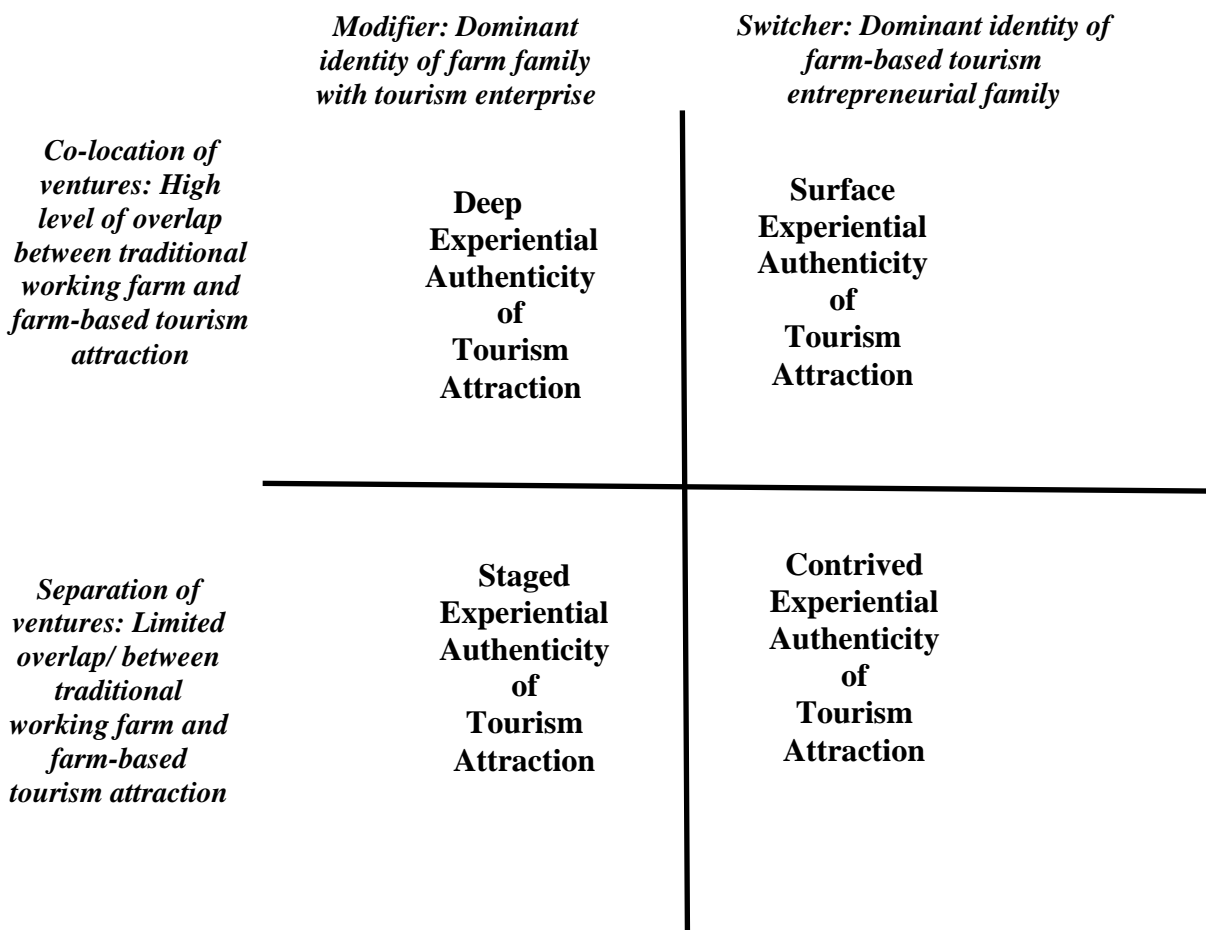 Modifier: Dominant
identity of farm family
with tourism enterprise
Switcher: Dominant identity of
farm-based tourism
entrepreneurial family
Co-location of
ventures: High
level of overlap
between traditional
working farm and
farm-based tourism
attraction
Deep
Experiential
Authenticity
of
Tourism
Attraction
Surface
Experiential
Authenticity
of
Tourism
Attraction
Separation of
ventures: Limited
overlap/ between
traditional
working farm and
farm-based
tourism attraction
Staged
Experiential
Authenticity
of
Tourism
Attraction
Contrived
Experiential
Authenticity
of
Tourism
Attraction